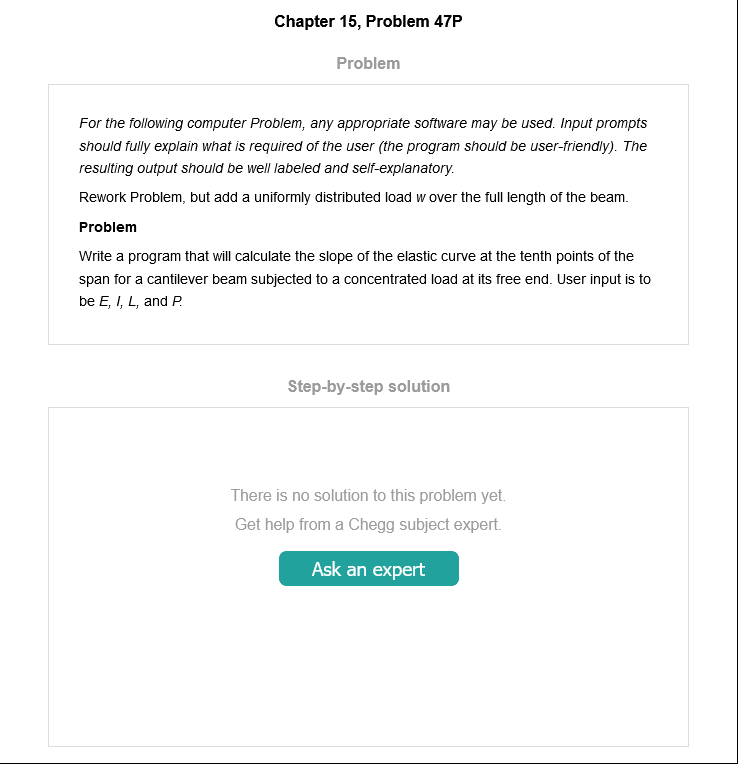 Chapter 15, Problem 47P
Problem
For the following computer Problem, any appropriate software may be used. Input prompts
should fully explain what is required of the user (the program should be user-friendly). The
resulting output should be well labeled and self-explanatory.
Rework Problem, but add a uniformly distributed load w over the full length of the beam.
Problem
Write a program that will calculate the slope of the elastic curve at the tenth points of the
span for a cantilever beam subjected to a concentrated load at its free end. User input is to
be E, I, L, and P.
Step-by-step solution
There is no solution to this problem yet.
Get help from a Chegg subject expert.
Ask an expert